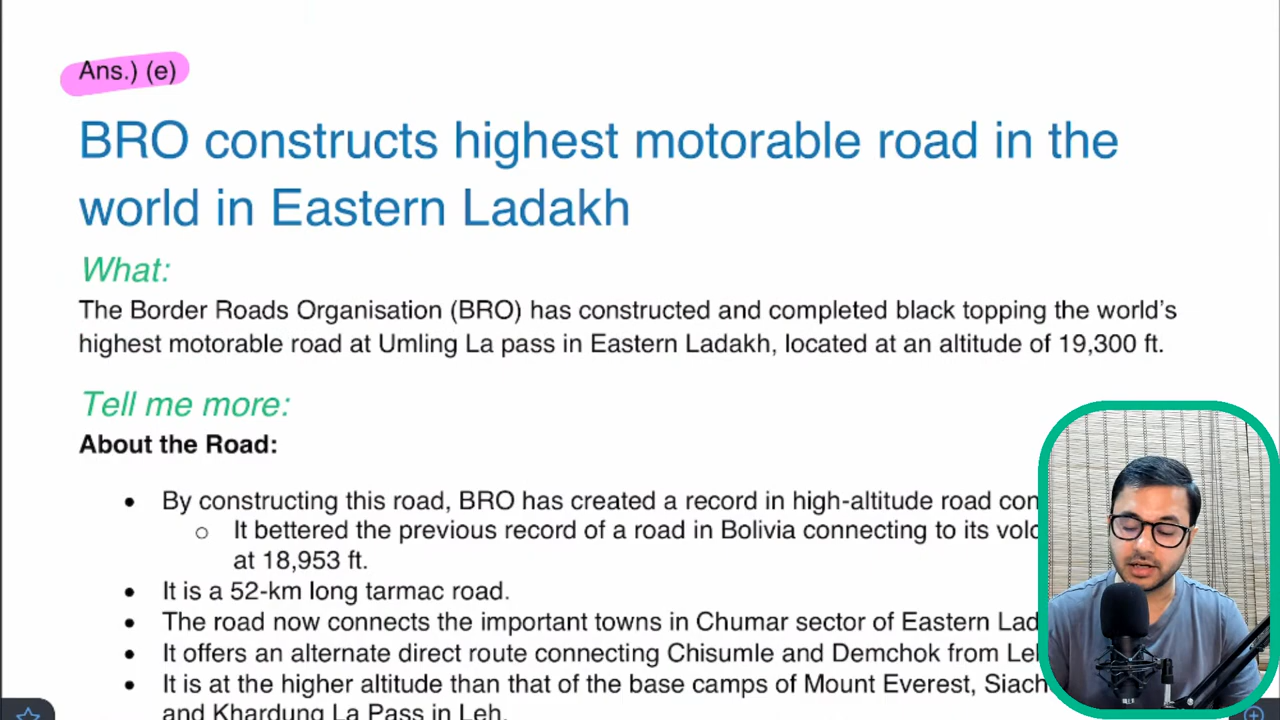 Ans.) (e)
BRO constructs highest motorable road in the
world in Eastern Ladakh
What:
The Border Roads Organisation (BRO) has constructed and completed black topping the world's
highest motorable road at Umling La pass in Eastern Ladakh, located at an altitude of 19,300 ft.
Tell me more:
About the Road:
• By constructing this road, BRO has created a record in high-altitude road
○ It bettered the previous record of a road in Bolivia connecting to its
at 18,953 ft.
• It is a 52-km long tarmac road.
• The road now connects the important towns in Chumar sector of Eastern
• It offers an alternate direct route connecting Chisumle and Demchok from
• It is at the higher altitude than that of the base camps of Mount Everest,
and Khardung La Pass in Leh.